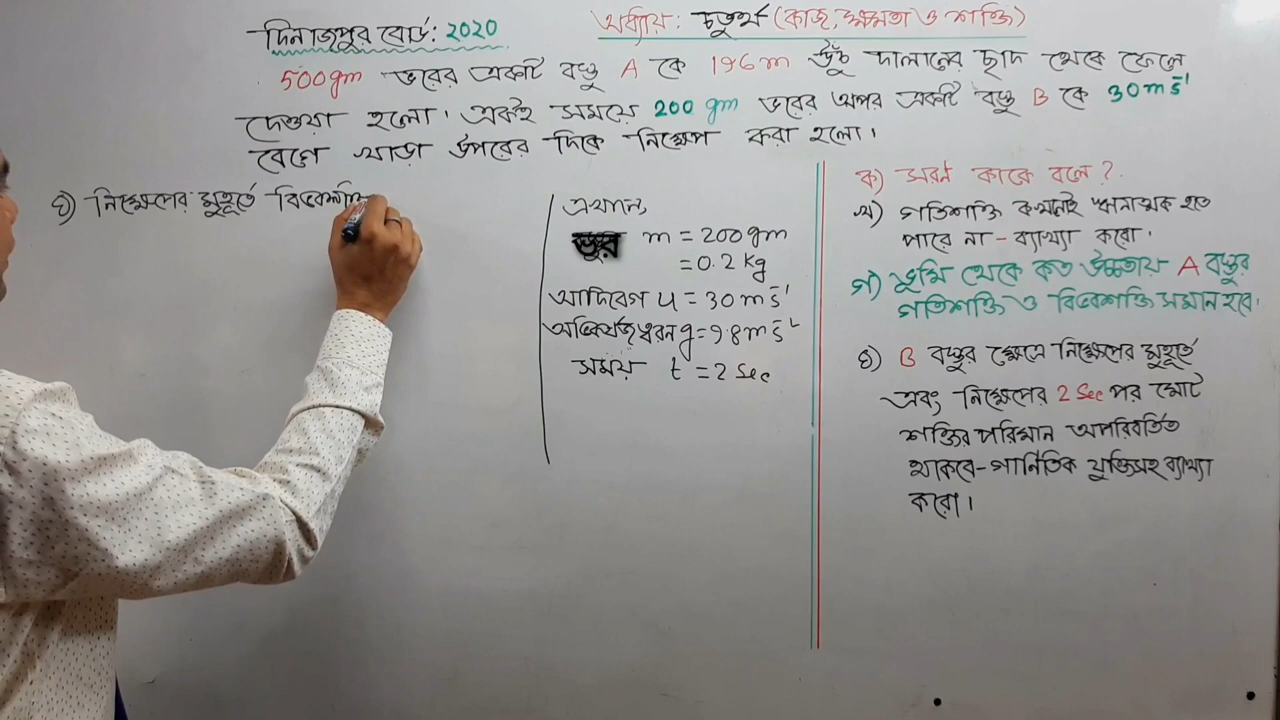 দিনাজপুর বোর্ড: 2020
অধ্যায়: চতুর্থ (কাজ, ক্ষমতা ও শক্তি)
500gm ভরের একটি বস্তু A কে 196m উঁচু দালানের ছাদ থেকে ফেলে
দেওয়া হলো। একই সময়ে 200 gm ভরের অপর একটি বস্তু B কে 30ms⁻¹
বেগে খাড়া উপরের দিকে নিক্ষেপ করা হলো।
ঘ) নিক্ষেপের মুহূর্তে বিভবশক্তি
এখানে,
ভর m = 200gm
= 0.2 kg
আদিবেগ u = 30ms⁻¹
অভিকর্ষজ ত্বরন g = 9.8ms⁻²
সময় t = 2 Sec
ক) সরণ কাকে বলে?
খ) গতিশক্তি কখনোই ঋনাত্মক হতে
পারে না - ব্যাখ্যা করো।
গ) ভূমি থেকে কত উচ্চতায় A বস্তুর
গতিশক্তি ও বিভবশক্তি সমান হবে।
ঘ) B বস্তুর ক্ষেত্রে নিক্ষেপের মুহূর্তে
এবং নিক্ষেপের 2 Sec পর মোট
শক্তির পরিমান অপরিবর্তিত
থাকবে - গাণিতিক যুক্তিসহ ব্যাখ্যা
করো।